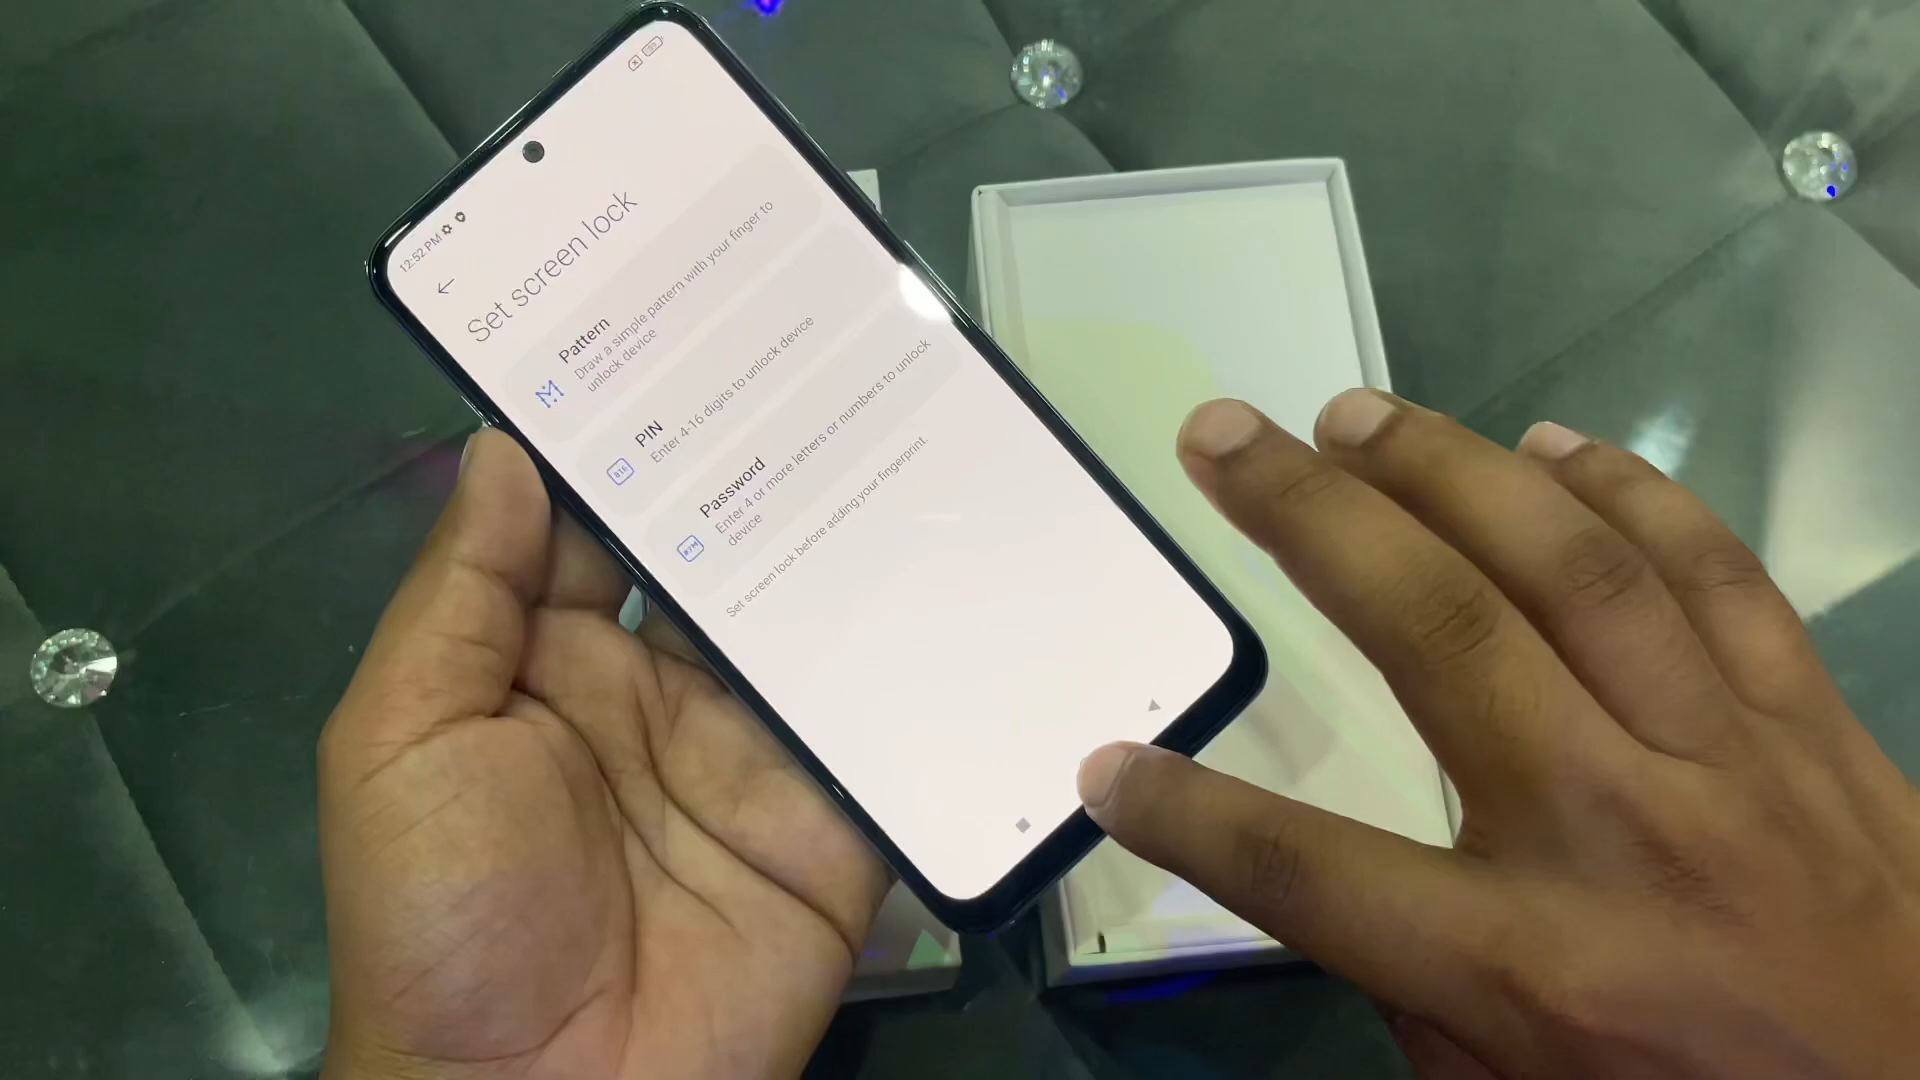 12:52 PM
Set screen lock
Pattern
Draw a simple pattern with your finger to
unlock device
PIN
Enter 4-16 digits to unlock device
Password
Enter 4 or more letters or numbers to unlock
device
Set screen lock before adding your fingerprint.